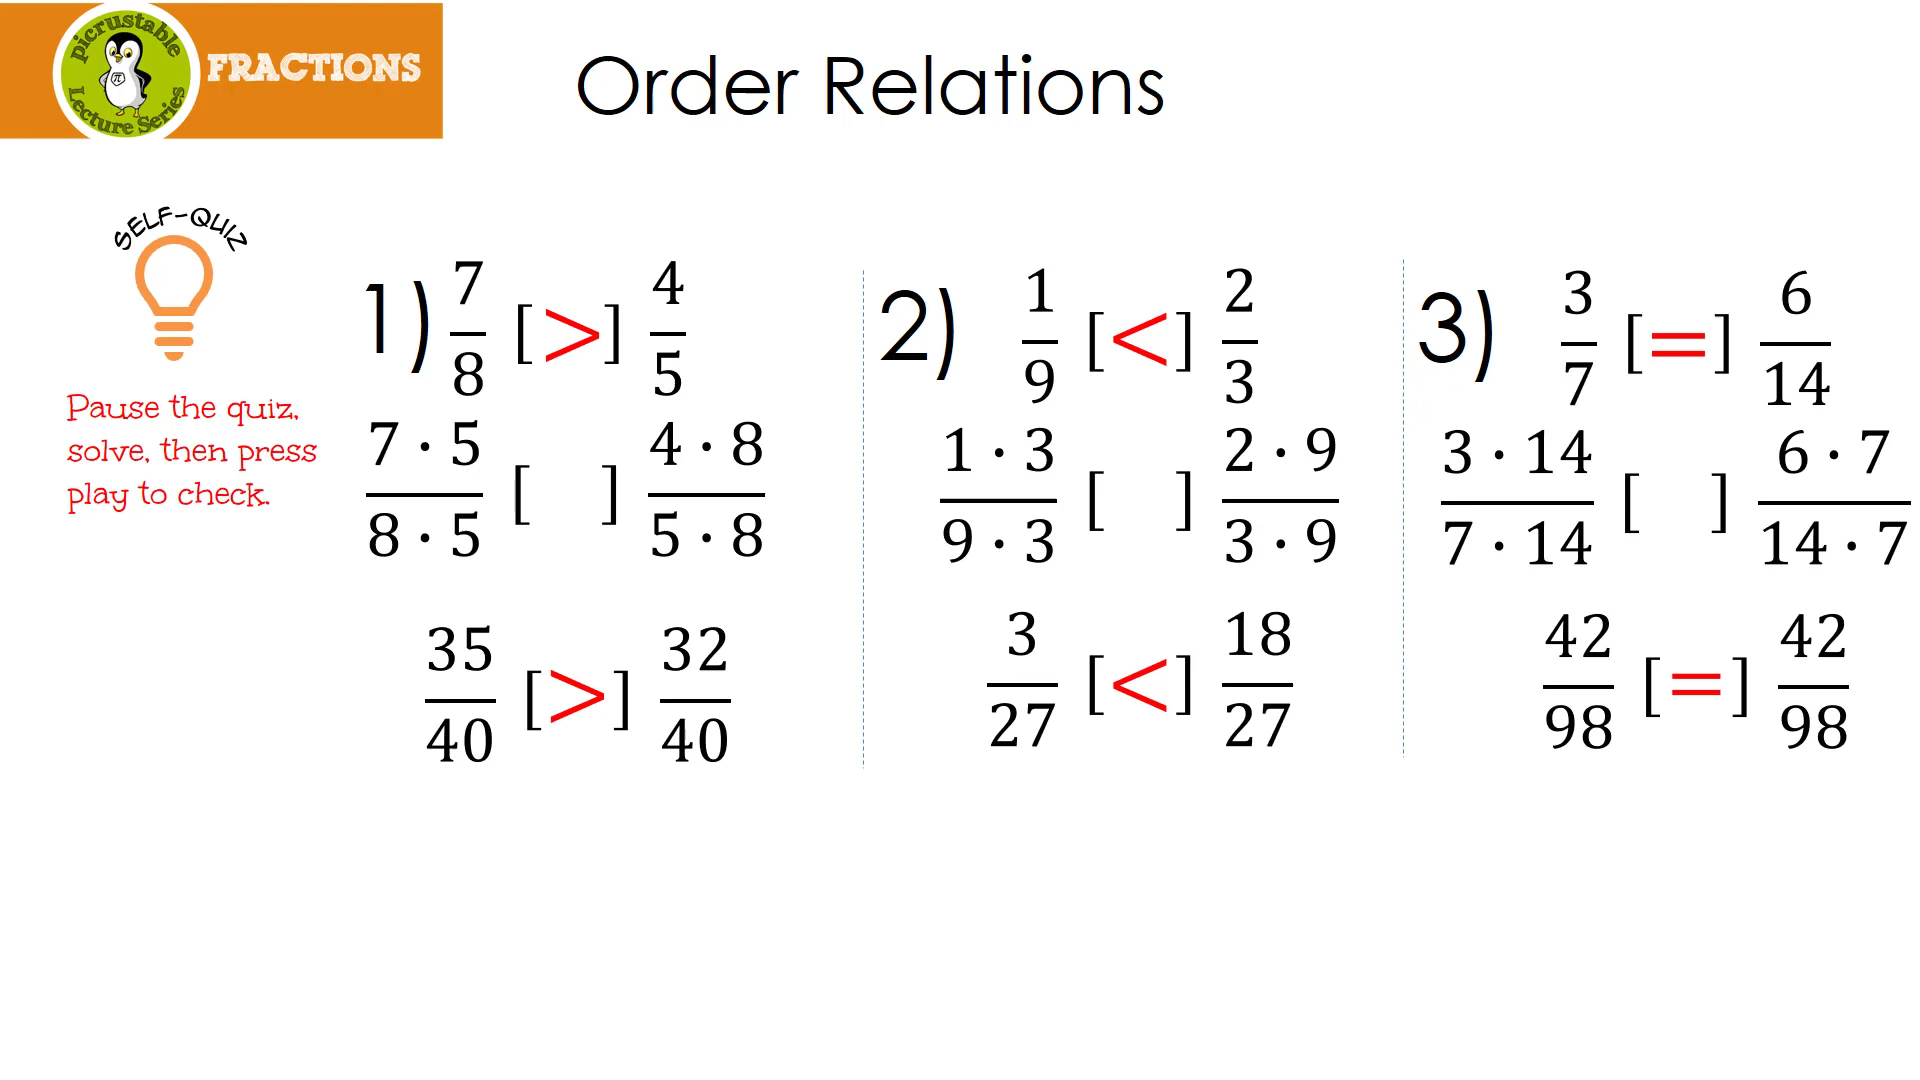 picrustable
Lecture Series
π
FRACTIONS
Order Relations
SELF-QUIZ
Pause the quiz,
solve, then press
play to check.
1) 7/8 [>] 4/5
7 · 5 / 8 · 5 [ ] 4 · 8 / 5 · 8
35/40 [>] 32/40
2) 1/9 [<] 2/3
1 · 3 / 9 · 3 [ ] 2 · 9 / 3 · 9
3/27 [<] 18/27
3) 3/7 [=] 6/14
3 · 14 / 7 · 14 [ ] 6 · 7 / 14 · 7
42/98 [=] 42/98